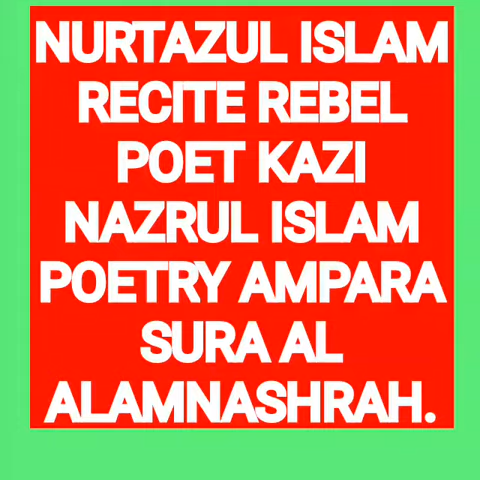 NURTAZUL ISLAM
RECITE REBEL
POET KAZI
NAZRUL ISLAM
POETRY AMPARA
SURA AL
ALAMNASHRAH.